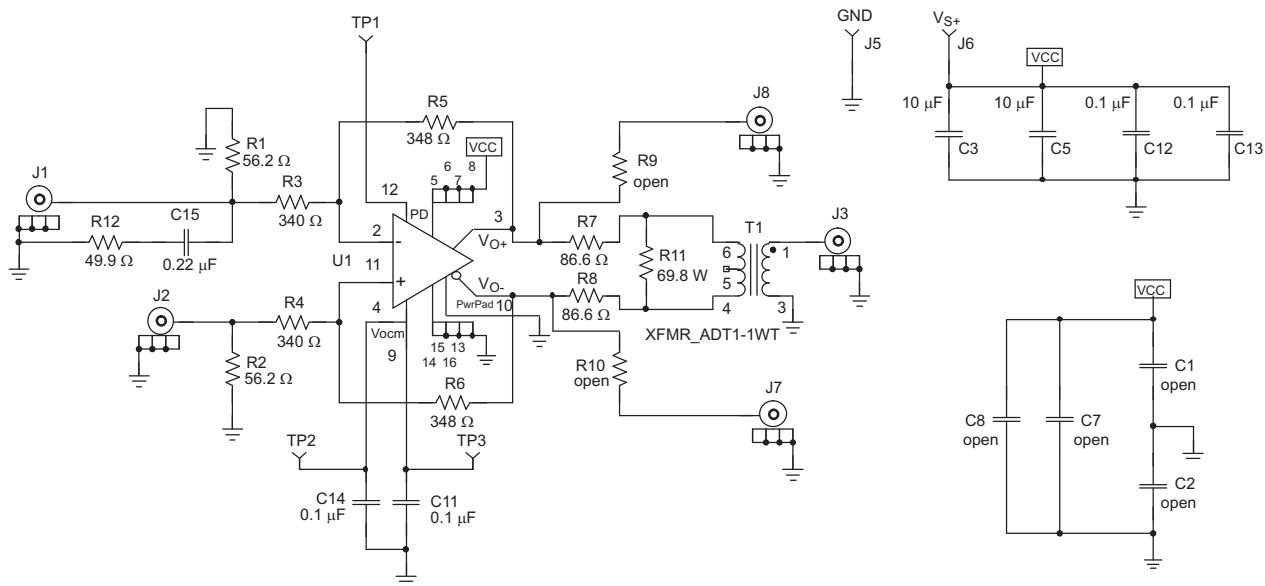 TP1
GND
J5
VS+
J6
VCC
10 µF
C3
10 µF
C5
0.1 µF
C12
0.1 µF
C13
J8
R5
348 Ω
VCC
6
8
5
7
R1
56.2 Ω
R9
open
J1
R3
340 Ω
12
PD
3
R12
49.9 Ω
C15
0.22 µF
2
-
U1
VO+
R7
86.6 Ω
R11
69.8 W
T1
6
5
4
1
3
J3
11
+
VO-
R8
86.6 Ω
J2
R4
340 Ω
4
PwrPad
10
XFMR_ADT1-1WT
Vocm
9
15
13
14
16
R2
56.2 Ω
R10
open
R6
348 Ω
J7
TP2
TP3
C14
0.1 µF
C11
0.1 µF
VCC
C1
open
C8
open
C7
open
C2
open